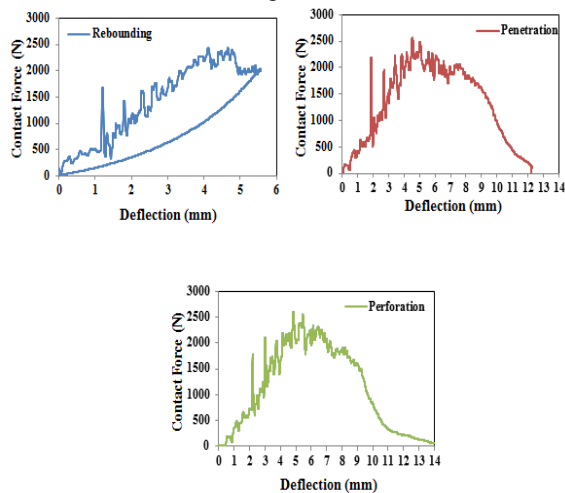 Rebounding
Contact Force (N)
3000
2500
2000
1500
1000
500
0
0 1 2 3 4 5 6
Deflection (mm)
Penetration
Contact Force (N)
3000
2500
2000
1500
1000
500
0
0 1 2 3 4 5 6 7 8 9 10 11 12 13 14
Deflection (mm)
Perforation
Contact Force (N)
3000
2500
2000
1500
1000
500
0
0 1 2 3 4 5 6 7 8 9 10 11 12 13 14
Deflection (mm)